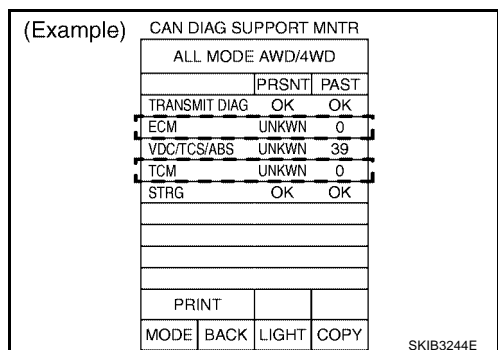 (Example) CAN DIAG SUPPORT MNTR
ALL MODE AWD/4WD
PRSNT PAST
TRANSMIT DIAG OK OK
ECM UNKWN 0
VDC/TCS/ABS UNKWN 39
TCM UNKWN 0
STRG OK OK
PRINT
MODE BACK LIGHT COPY
SKIB3244E